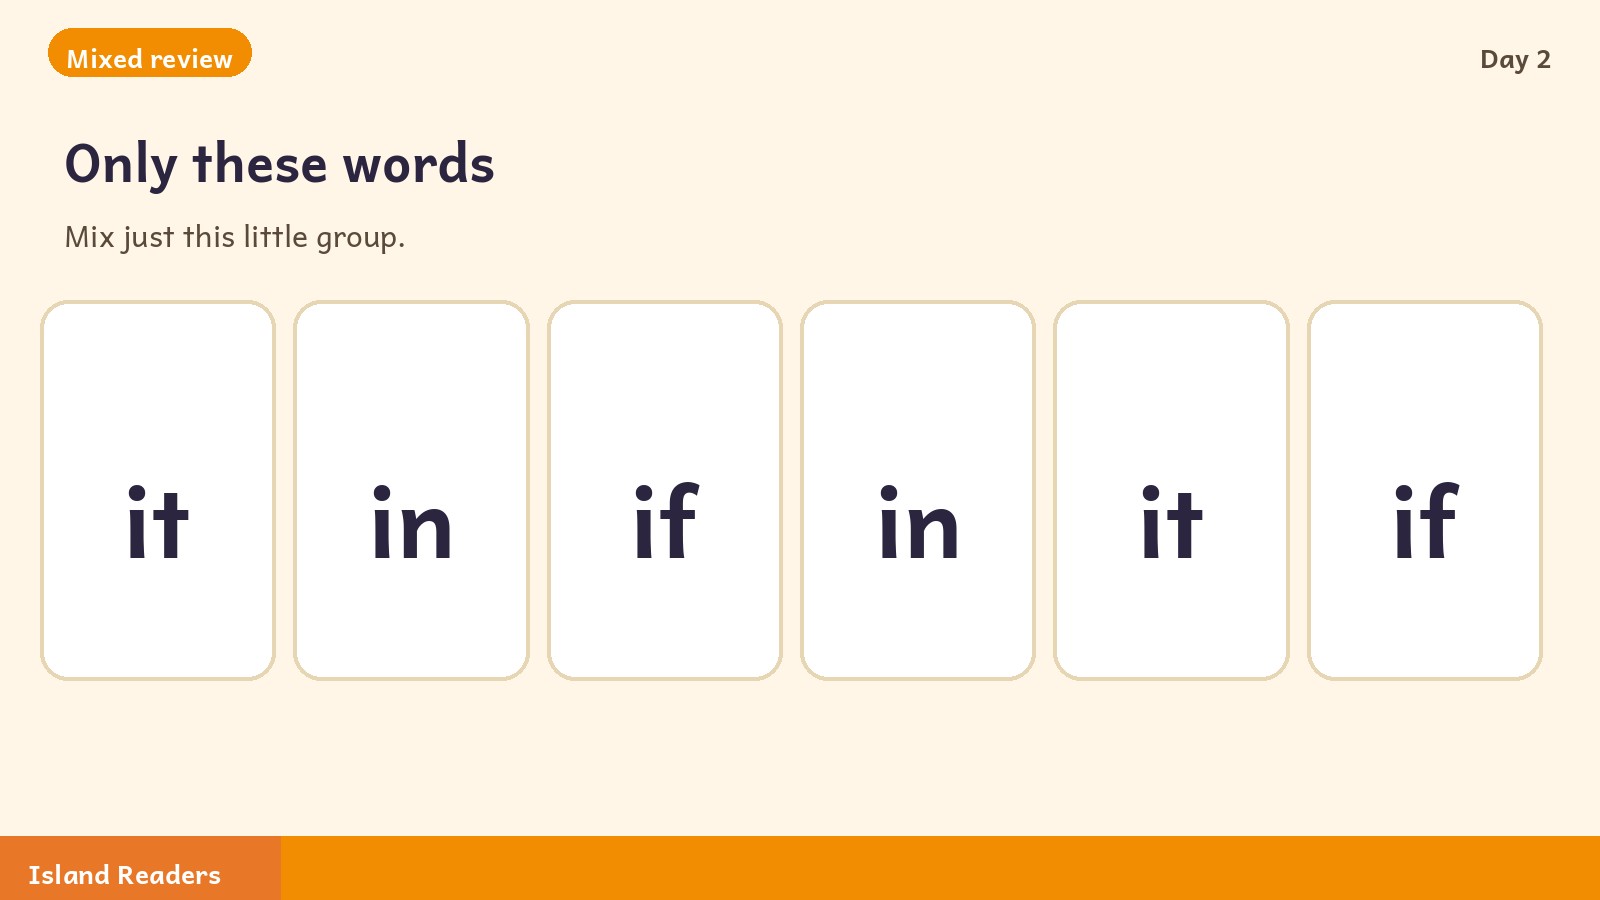 Mixed review
Day 2
Only these words
Mix just this little group.
it in if in it if
Island Readers